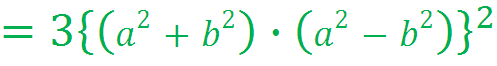 = 3{(a² + b²) · (a² − b²)}²